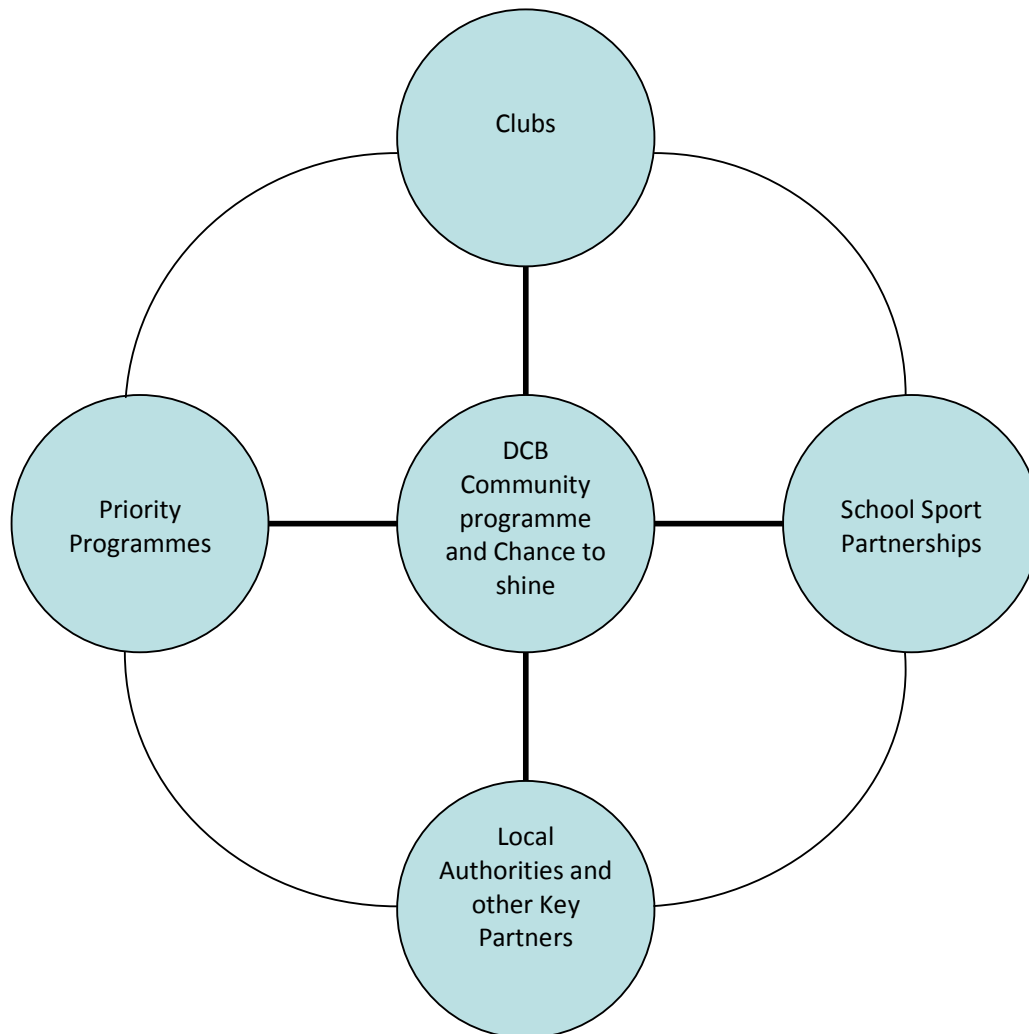 Clubs
Priority
Programmes
DCB
Community
programme
and Chance to
shine
School Sport
Partnerships
Local
Authorities and
other Key
Partners